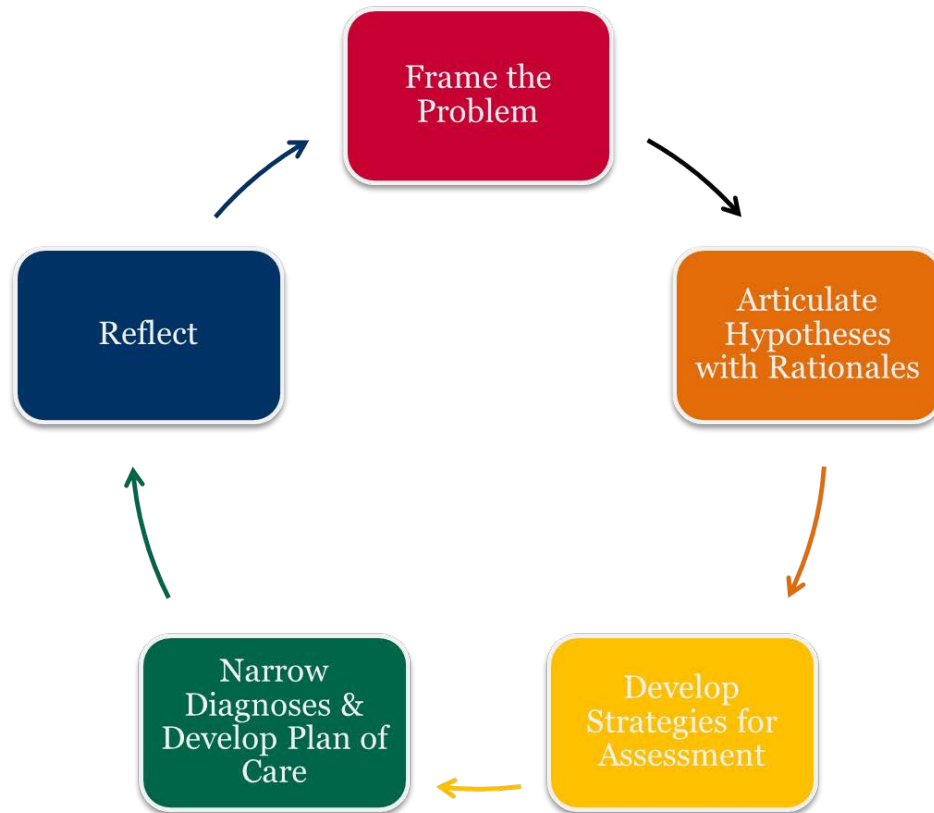 Frame the
Problem
Articulate
Hypotheses
with Rationales
Develop
Strategies for
Assessment
Narrow
Diagnoses &
Develop Plan of
Care
Reflect